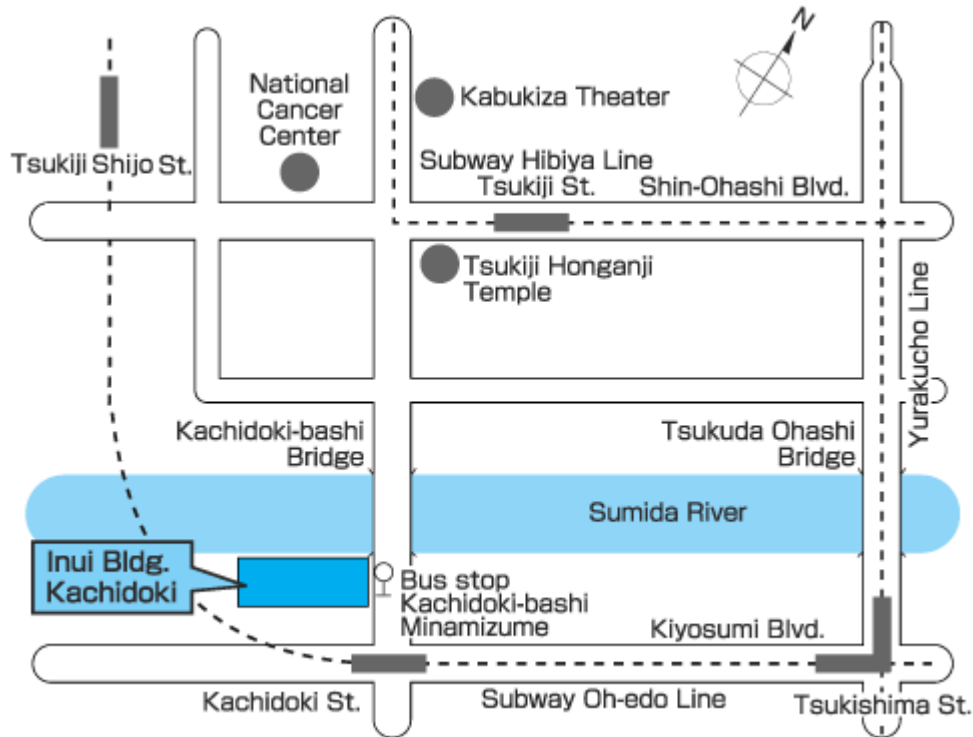 N
National
Cancer
Center
Kabukiza Theater
Tsukiji Shijo St.
Subway Hibiya Line
Tsukiji St.
Shin-Ohashi Blvd.
Tsukiji Honganji
Temple
Yurakucho Line
Kachidoki-bashi
Bridge
Tsukuda Ohashi
Bridge
Sumida River
Inui Bldg.
Kachidoki
Bus stop
Kachidoki-bashi
Minamizume
Kiyosumi Blvd.
Kachidoki St.
Subway Oh-edo Line
Tsukishima St.